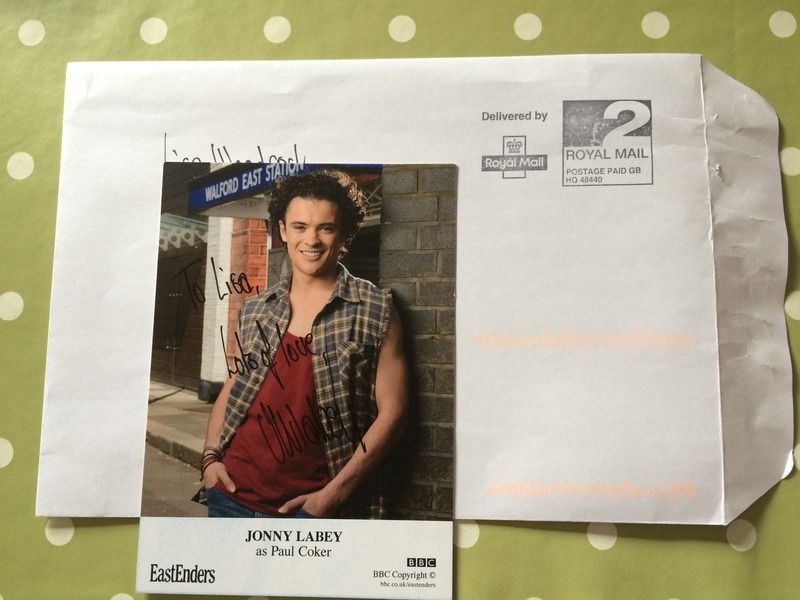 Delivered by
Royal Mail
2
ROYAL MAIL
POSTAGE PAID GB
HQ 48440
Lisa
WALFORD EAST STATION
To Lisa,
Lots of love
JONNY LABEY
as Paul Coker
EastEnders
BBC
BBC Copyright ©
bbc.co.uk/eastenders